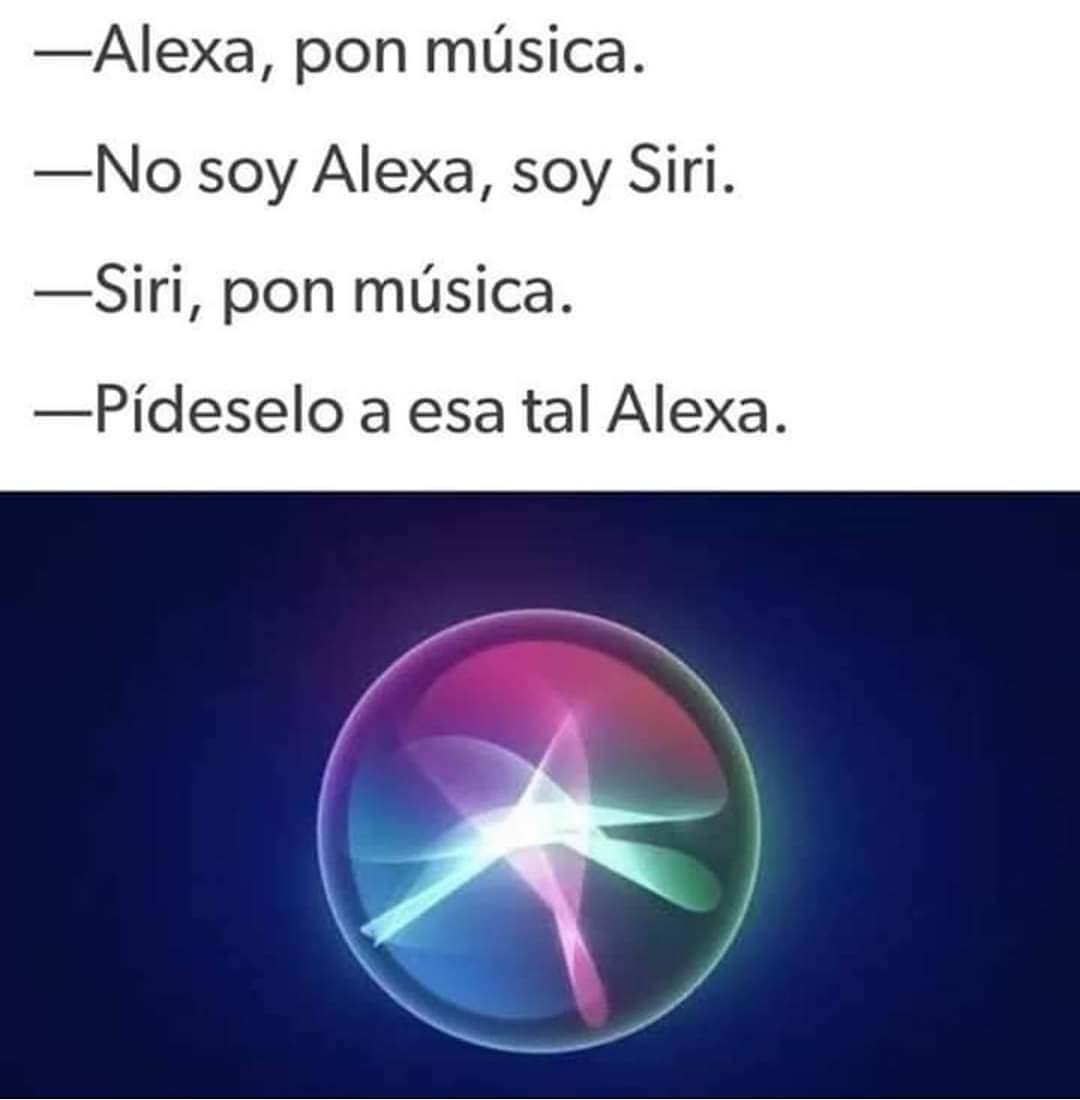 —Alexa, pon música.
—No soy Alexa, soy Siri.
—Siri, pon música.
—Pídeselo a esa tal Alexa.